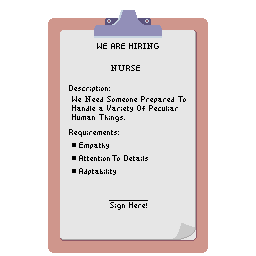 WE ARE HIRING
NURSE
Description:
We Need Someone Prepared To
Handle a Variety Of Peculiar
Human Things.
Requirements:
■ Empathy
■ Attention To Details
■ Adptability
Sign Here!